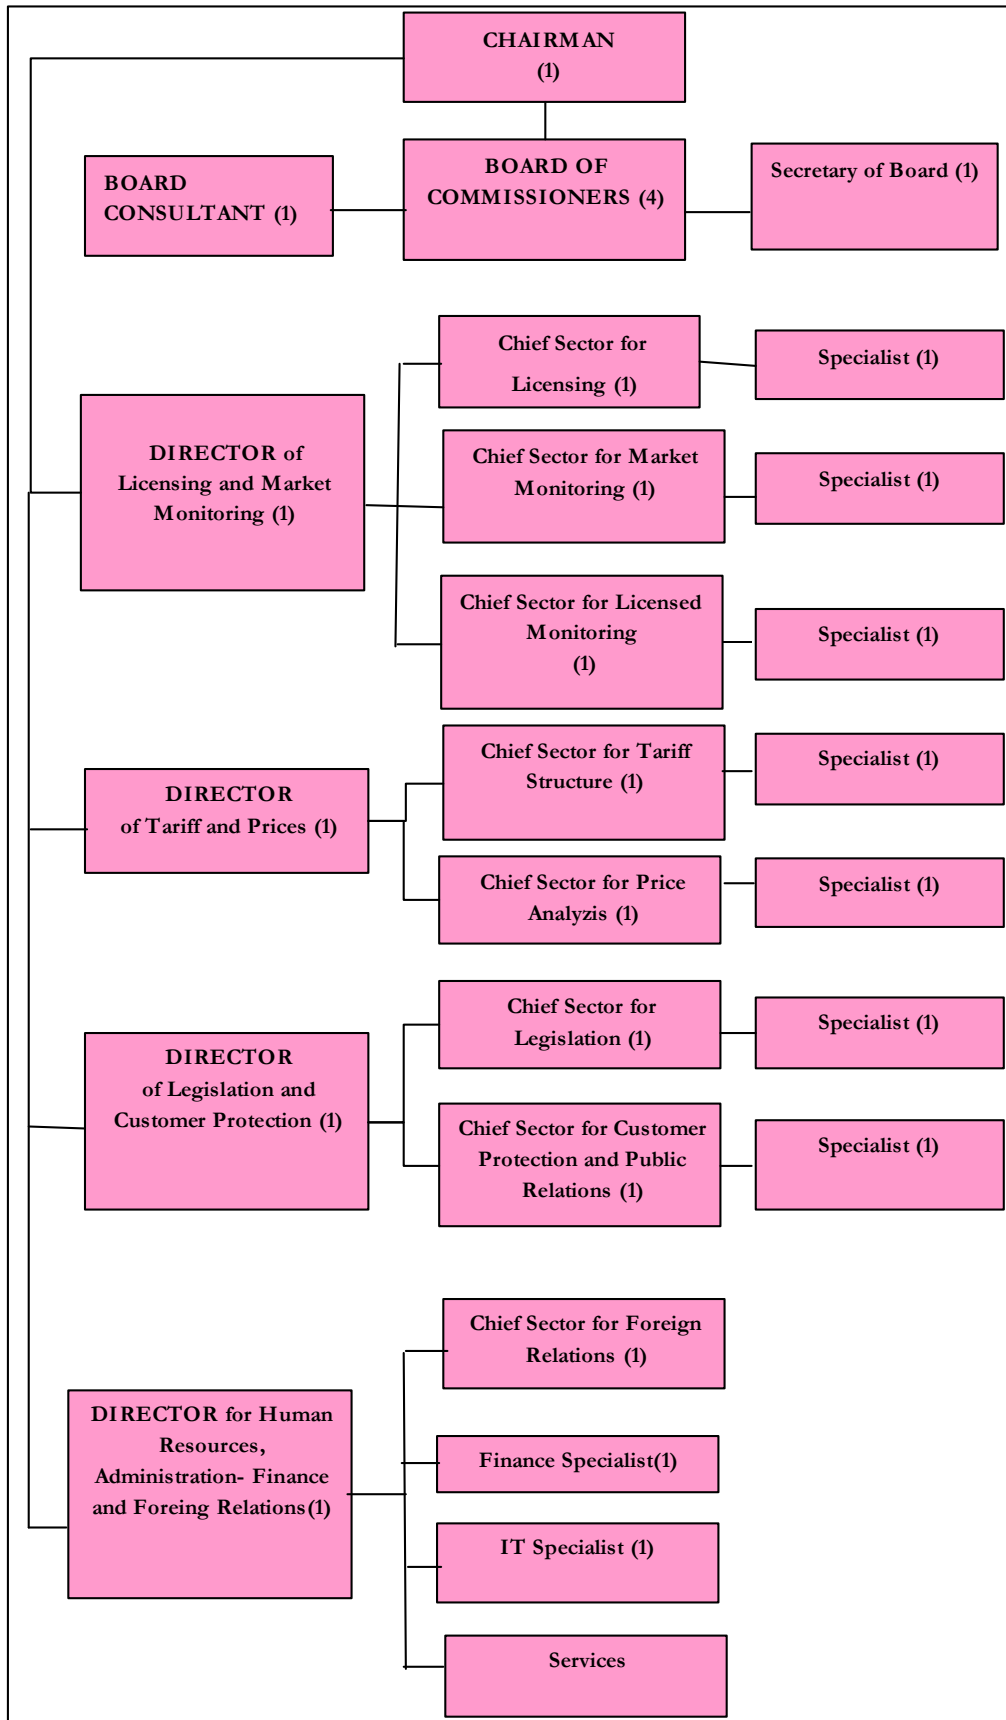 CHAIRMAN
(1)
BOARD
CONSULTANT (1)
BOARD OF
COMMISSIONERS (4)
Secretary of Board (1)
DIRECTOR of
Licensing and Market
Monitoring (1)
Chief Sector for
Licensing (1)
Specialist (1)
Chief Sector for Market
Monitoring (1)
Specialist (1)
Chief Sector for Licensed
Monitoring
(1)
Specialist (1)
DIRECTOR
of Tariff and Prices (1)
Chief Sector for Tariff
Structure (1)
Specialist (1)
Chief Sector for Price
Analyzis (1)
Specialist (1)
DIRECTOR
of Legislation and
Customer Protection (1)
Chief Sector for
Legislation (1)
Specialist (1)
Chief Sector for Customer
Protection and Public
Relations (1)
Specialist (1)
DIRECTOR for Human
Resources,
Administration- Finance
and Foreing Relations(1)
Chief Sector for Foreign
Relations (1)
Finance Specialist(1)
IT Specialist (1)
Services